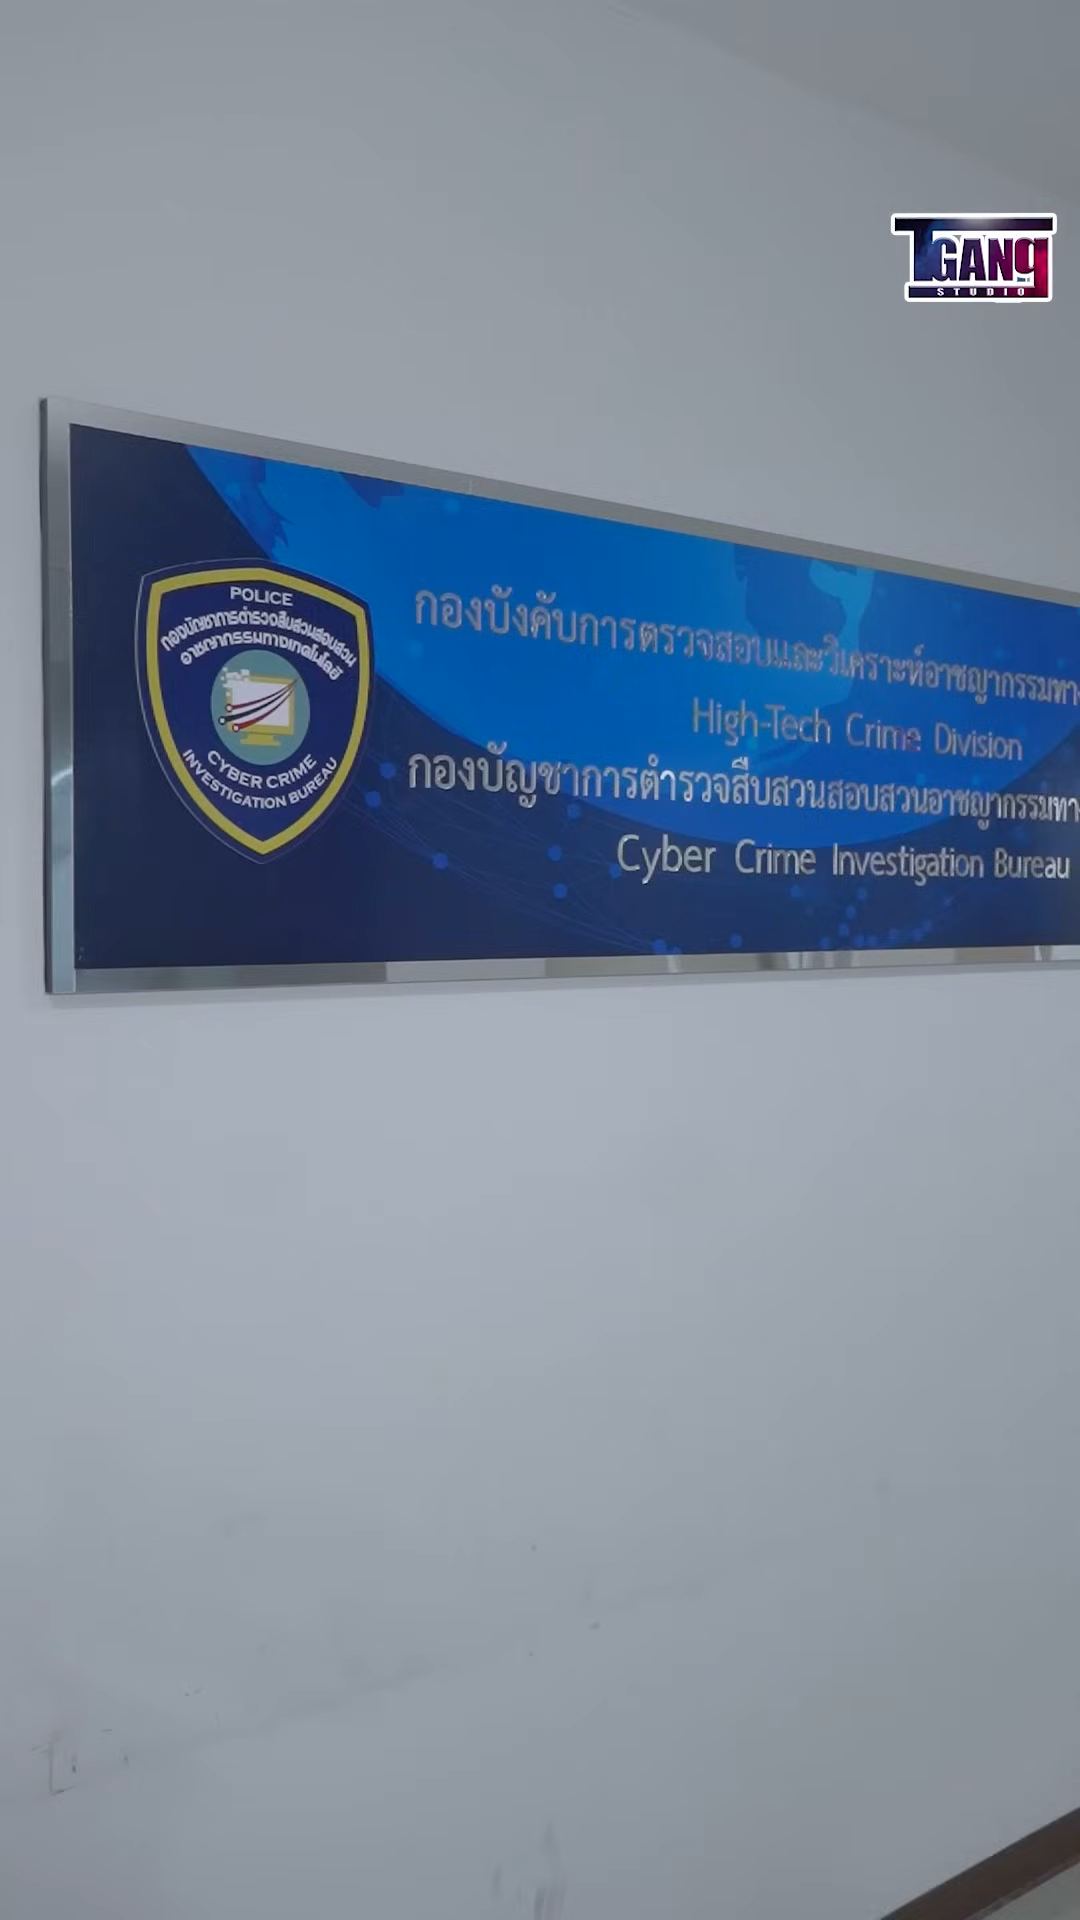 TGANG
STUDIO
POLICE
กองบัญชาการตำรวจสืบสวนสอบสวน
อาชญากรรมทางเทคโนโลยี
CYBER CRIME
INVESTIGATION BUREAU
กองบังคับการตรวจสอบและวิเคราะห์อาชญากรรมทาง
High-Tech Crime Division
กองบัญชาการตำรวจสืบสวนสอบสวนอาชญากรรมทาง
Cyber Crime Investigation Bureau